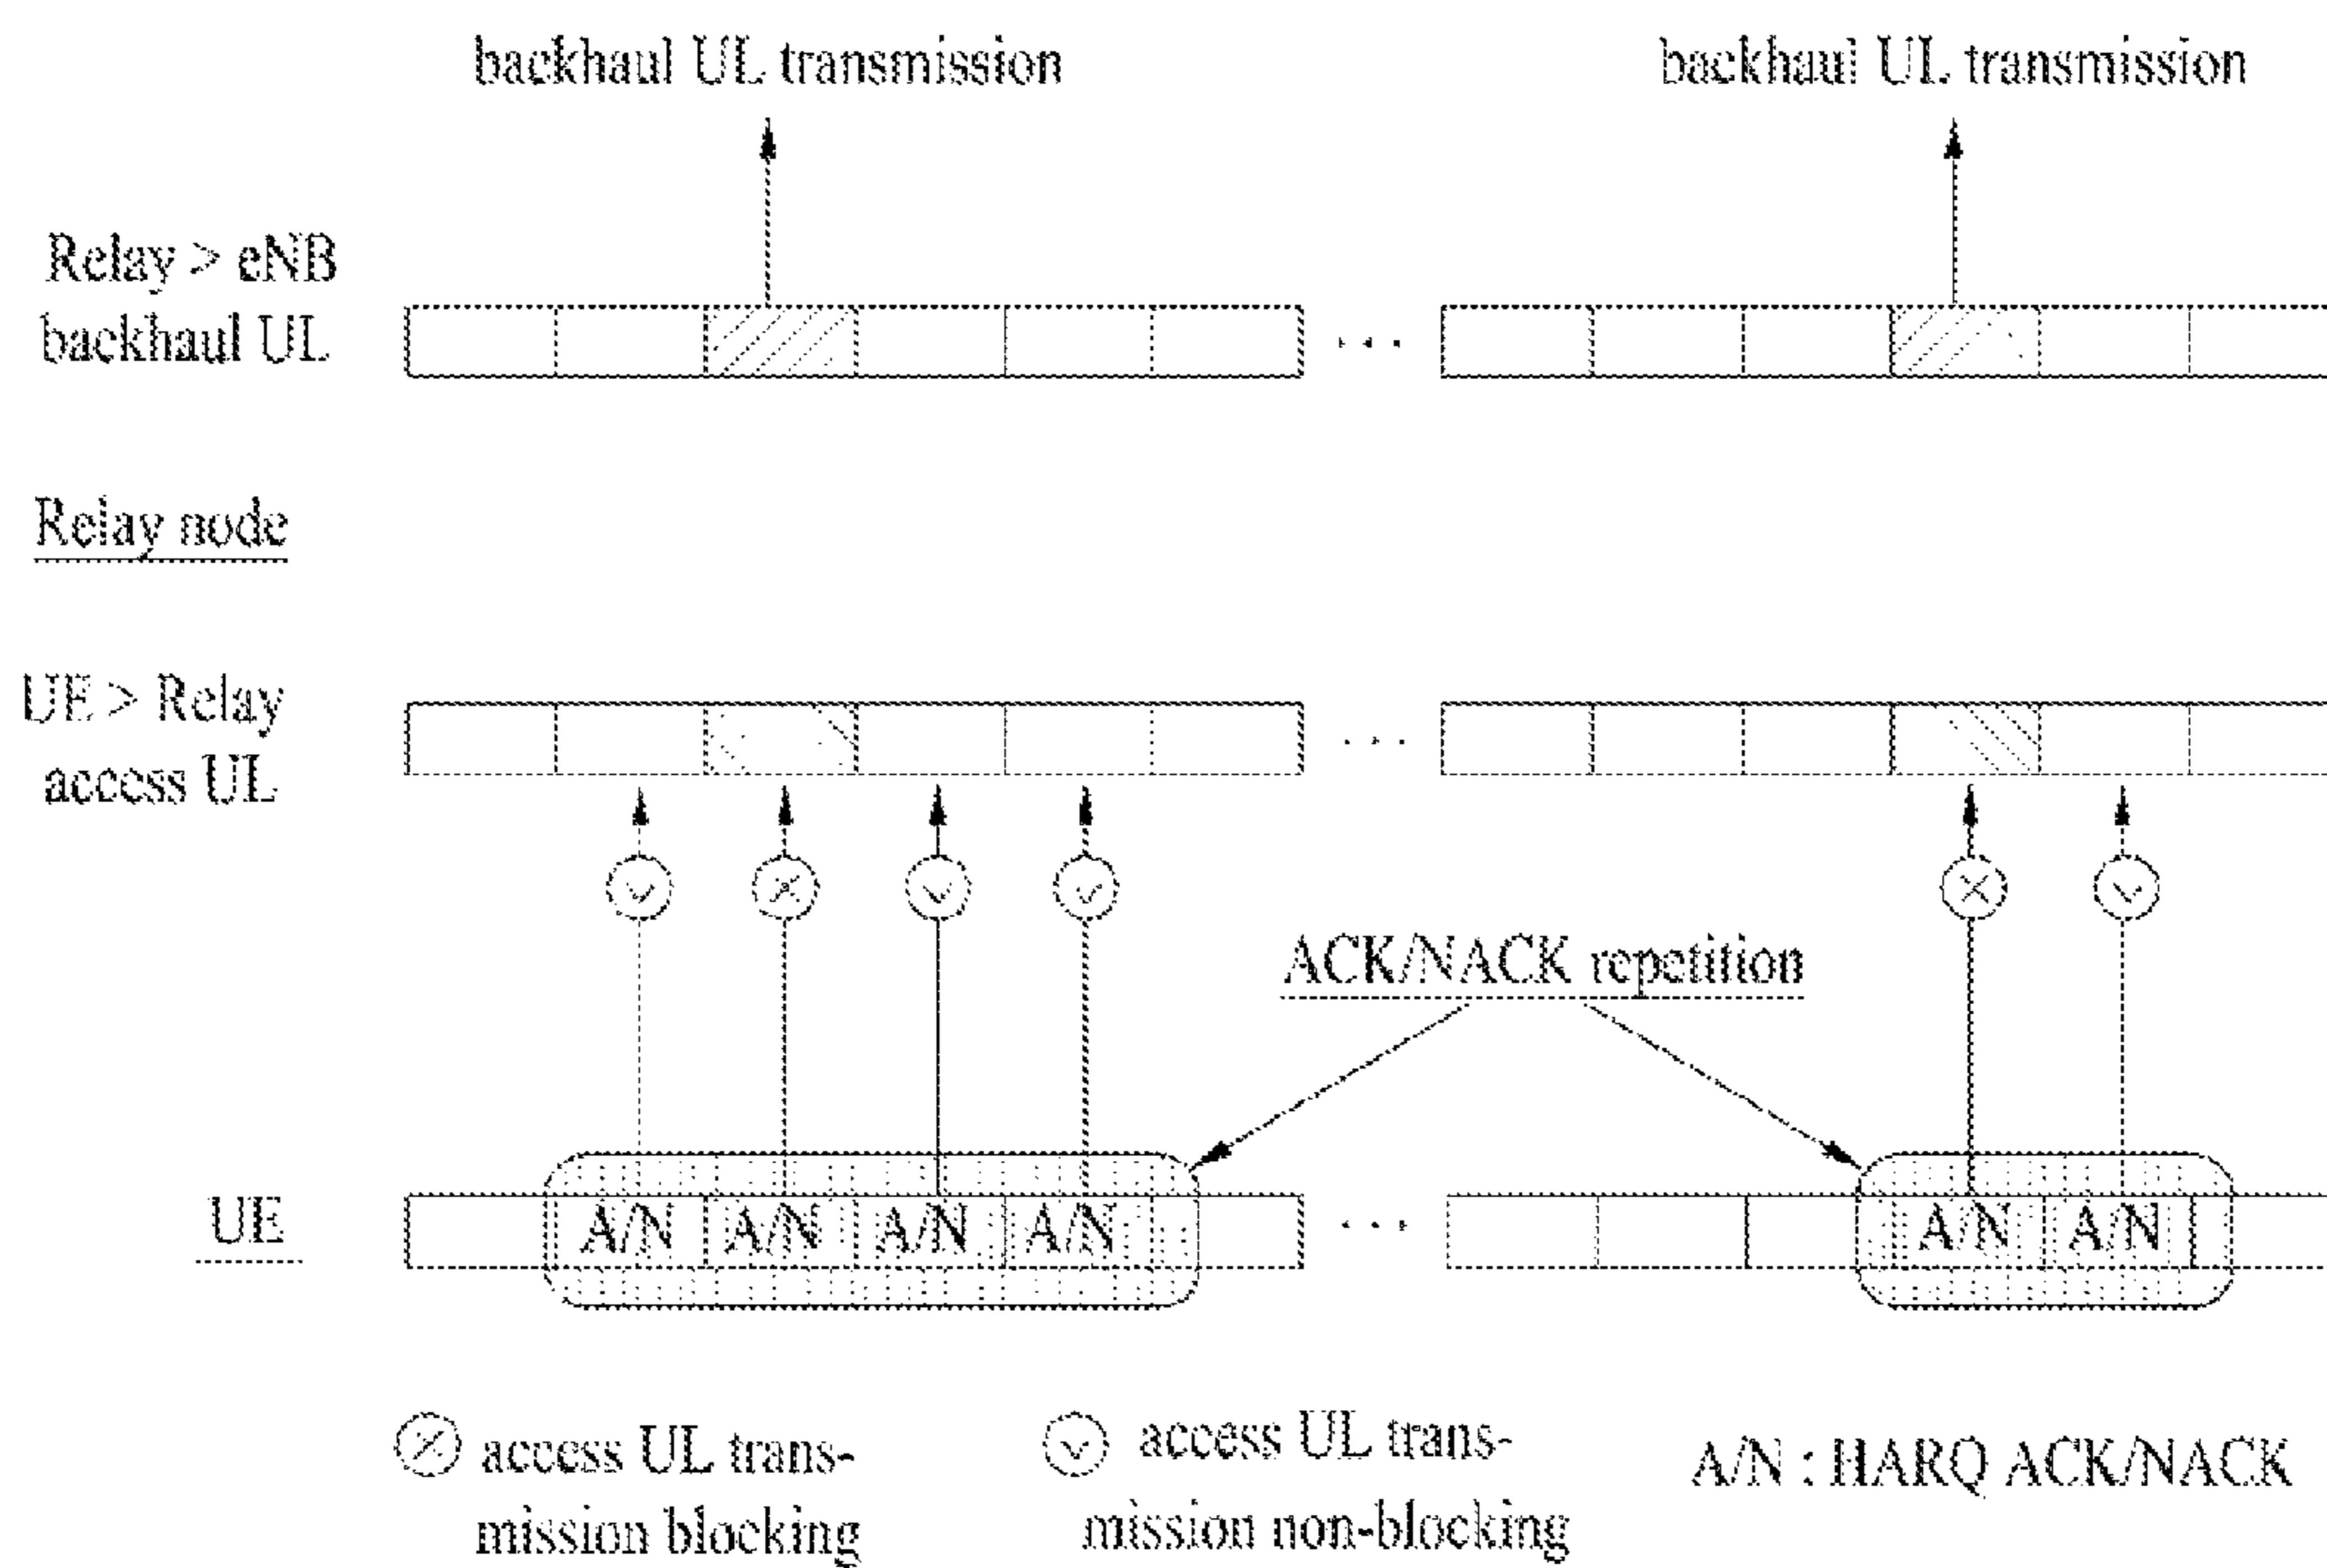 backhaul UL transmission
backhaul UL transmission
Relay > eNB
backhaul UL
...
Relay node
UE > Relay
access UL
...
ACK/NACK repetition
UE
A/N
A/N
A/N
A/N
...
A/N
A/N
access UL trans-
mission blocking
access UL trans-
mission non-blocking
A/N : HARQ ACK/NACK